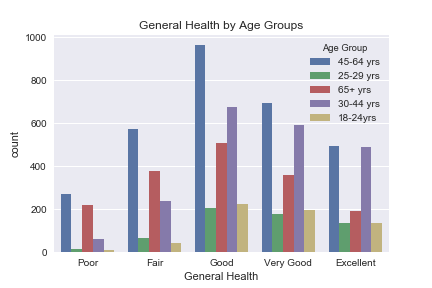 General Health by Age Groups
1000
800
600
400
200
0
count
Age Group
45-64 yrs
25-29 yrs
65+ yrs
30-44 yrs
18-24yrs
Poor Fair Good Very Good Excellent
General Health